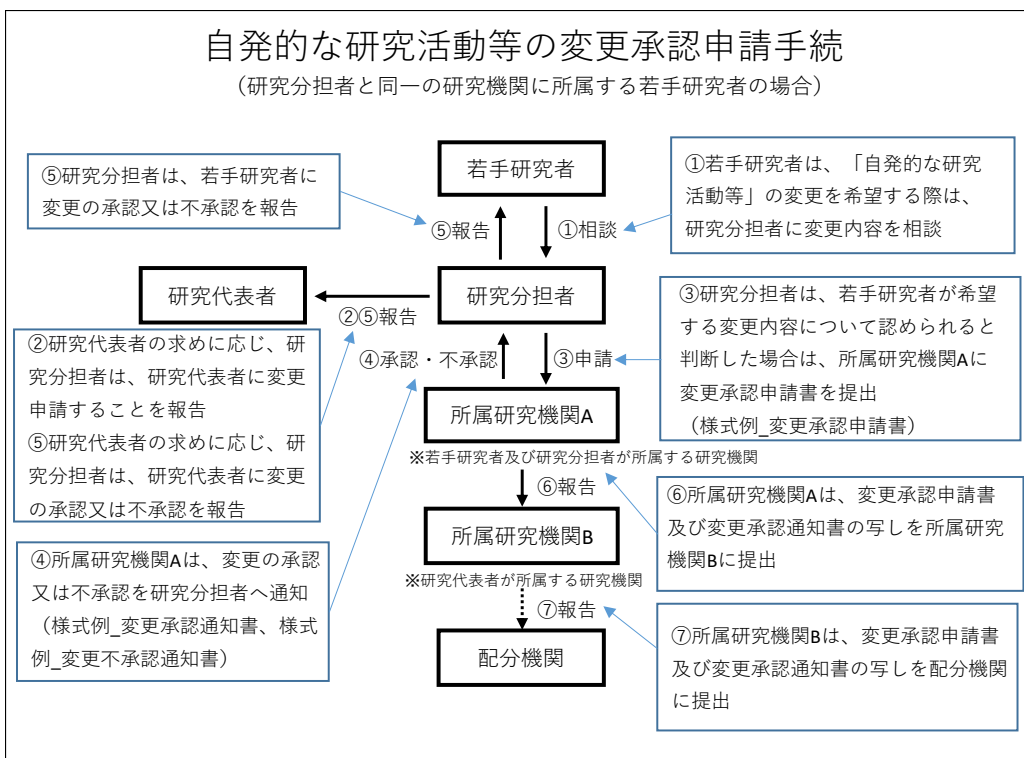 自発的な研究活動等の変更承認申請手続
（研究分担者と同一の研究機関に所属する若手研究者の場合）
⑤研究分担者は、若手研究者に
変更の承認又は不承認を報告
若手研究者
①若手研究者は、「自発的な研究
活動等」の変更を希望する際は、
研究分担者に変更内容を相談
⑤報告
①相談
研究代表者
研究分担者
②⑤報告
③研究分担者は、若手研究者が希望
する変更内容について認められると
判断した場合は、所属研究機関Aに
変更承認申請書を提出
（様式例_変更承認申請書）
②研究代表者の求めに応じ、研
究分担者は、研究代表者に変更
申請することを報告
⑤研究代表者の求めに応じ、研
究分担者は、研究代表者に変更
の承認又は不承認を報告
④承認・不承認
③申請
所属研究機関A
※若手研究者及び研究分担者が所属する研究機関
⑥報告
⑥所属研究機関Aは、変更承認申請書
及び変更承認通知書の写しを所属研究
機関Bに提出
所属研究機関B
※研究代表者が所属する研究機関
④所属研究機関Aは、変更の承認
又は不承認を研究分担者へ通知
（様式例_変更承認通知書、様式
例_変更不承認通知書）
⑦報告
⑦所属研究機関Bは、変更承認申請書
及び変更承認通知書の写しを配分機関
に提出
配分機関